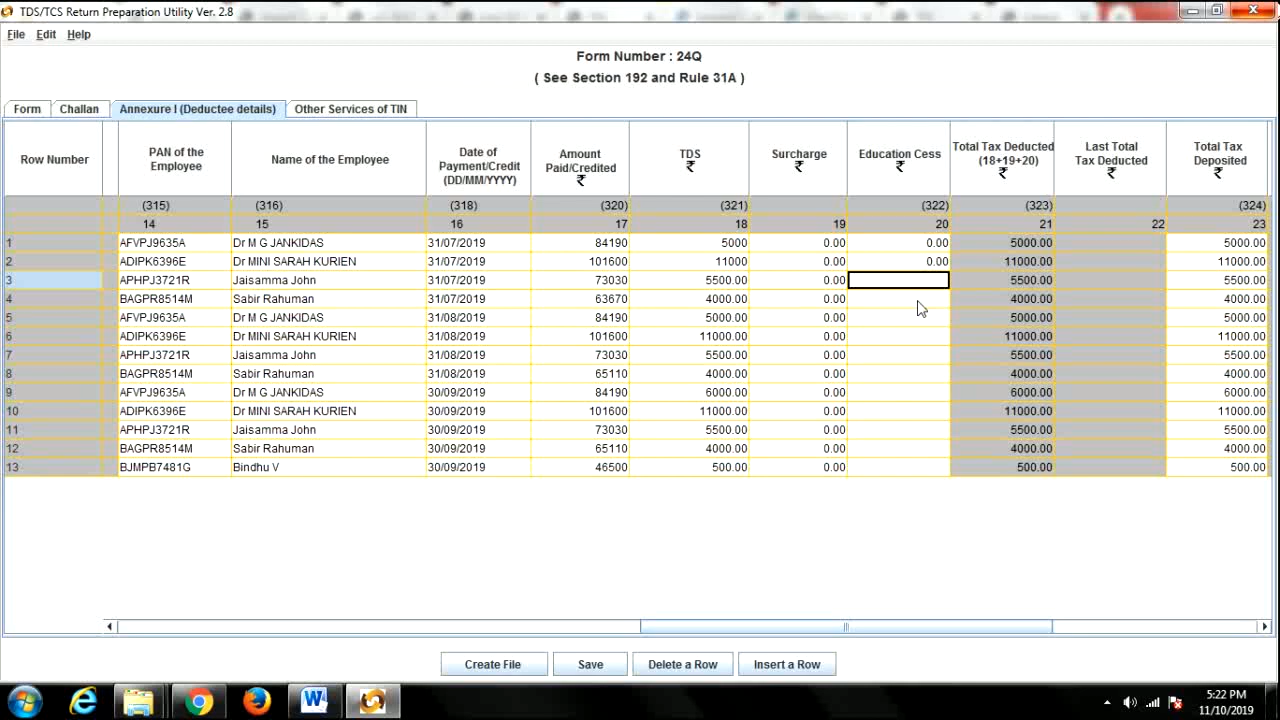 TDS/TCS Return Preparation Utility Ver. 2.8
File Edit Help
Form Number : 24Q
( See Section 192 and Rule 31A )
Form Challan Annexure I (Deductee details) Other Services of TIN
Row Number PAN of the Employee Name of the Employee Date of Payment/Credit (DD/MM/YYYY) Amount Paid/Credited ₹ TDS ₹ Surcharge ₹ Education Cess ₹ Total Tax Deducted (18+19+20) ₹ Last Total Tax Deducted ₹ Total Tax Deposited ₹
(315) (316) (318) (320) (321) (322) (323) (324)
14 15 16 17 18 19 20 21 22 23
1 AFVPJ9635A Dr M G JANKIDAS 31/07/2019 84190 5000 0.00 0.00 5000.00 5000.00
2 ADIPK6396E Dr MINI SARAH KURIEN 31/07/2019 101600 11000 0.00 0.00 11000.00 11000.00
3 APHPJ3721R Jaisamma John 31/07/2019 73030 5500.00 0.00 5500.00 5500.00
4 BAGPR8514M Sabir Rahuman 31/07/2019 63670 4000.00 0.00 4000.00 4000.00
5 AFVPJ9635A Dr M G JANKIDAS 31/08/2019 84190 5000.00 0.00 5000.00 5000.00
6 ADIPK6396E Dr MINI SARAH KURIEN 31/08/2019 101600 11000.00 0.00 11000.00 11000.00
7 APHPJ3721R Jaisamma John 31/08/2019 73030 5500.00 0.00 5500.00 5500.00
8 BAGPR8514M Sabir Rahuman 31/08/2019 65110 4000.00 0.00 4000.00 4000.00
9 AFVPJ9635A Dr M G JANKIDAS 30/09/2019 84190 6000.00 0.00 6000.00 6000.00
10 ADIPK6396E Dr MINI SARAH KURIEN 30/09/2019 101600 11000.00 0.00 11000.00 11000.00
11 APHPJ3721R Jaisamma John 30/09/2019 73030 5500.00 0.00 5500.00 5500.00
12 BAGPR8514M Sabir Rahuman 30/09/2019 65110 4000.00 0.00 4000.00 4000.00
13 BJMPB7481G Bindhu V 30/09/2019 46500 500.00 0.00 500.00 500.00
Create File Save Delete a Row Insert a Row
5:22 PM
11/10/2019